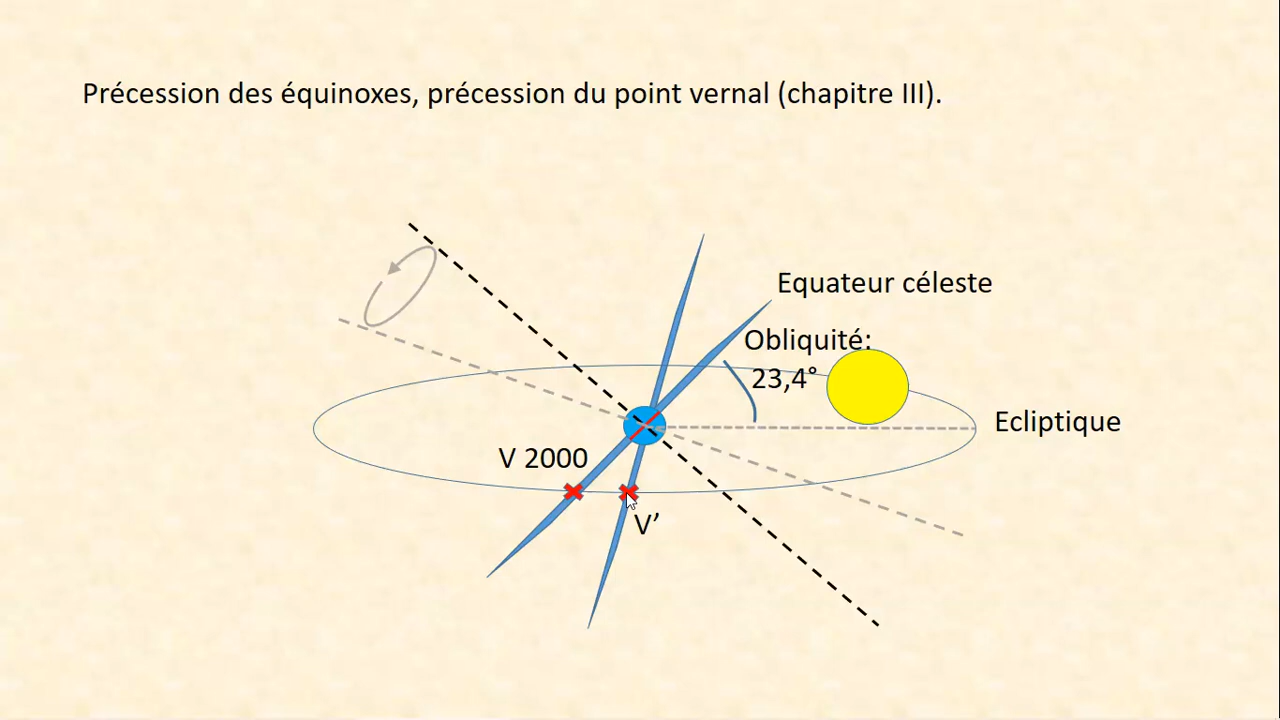 Précession des équinoxes, précession du point vernal (chapitre III).
Equateur céleste
Obliquité:
23,4°
Ecliptique
V 2000
V’